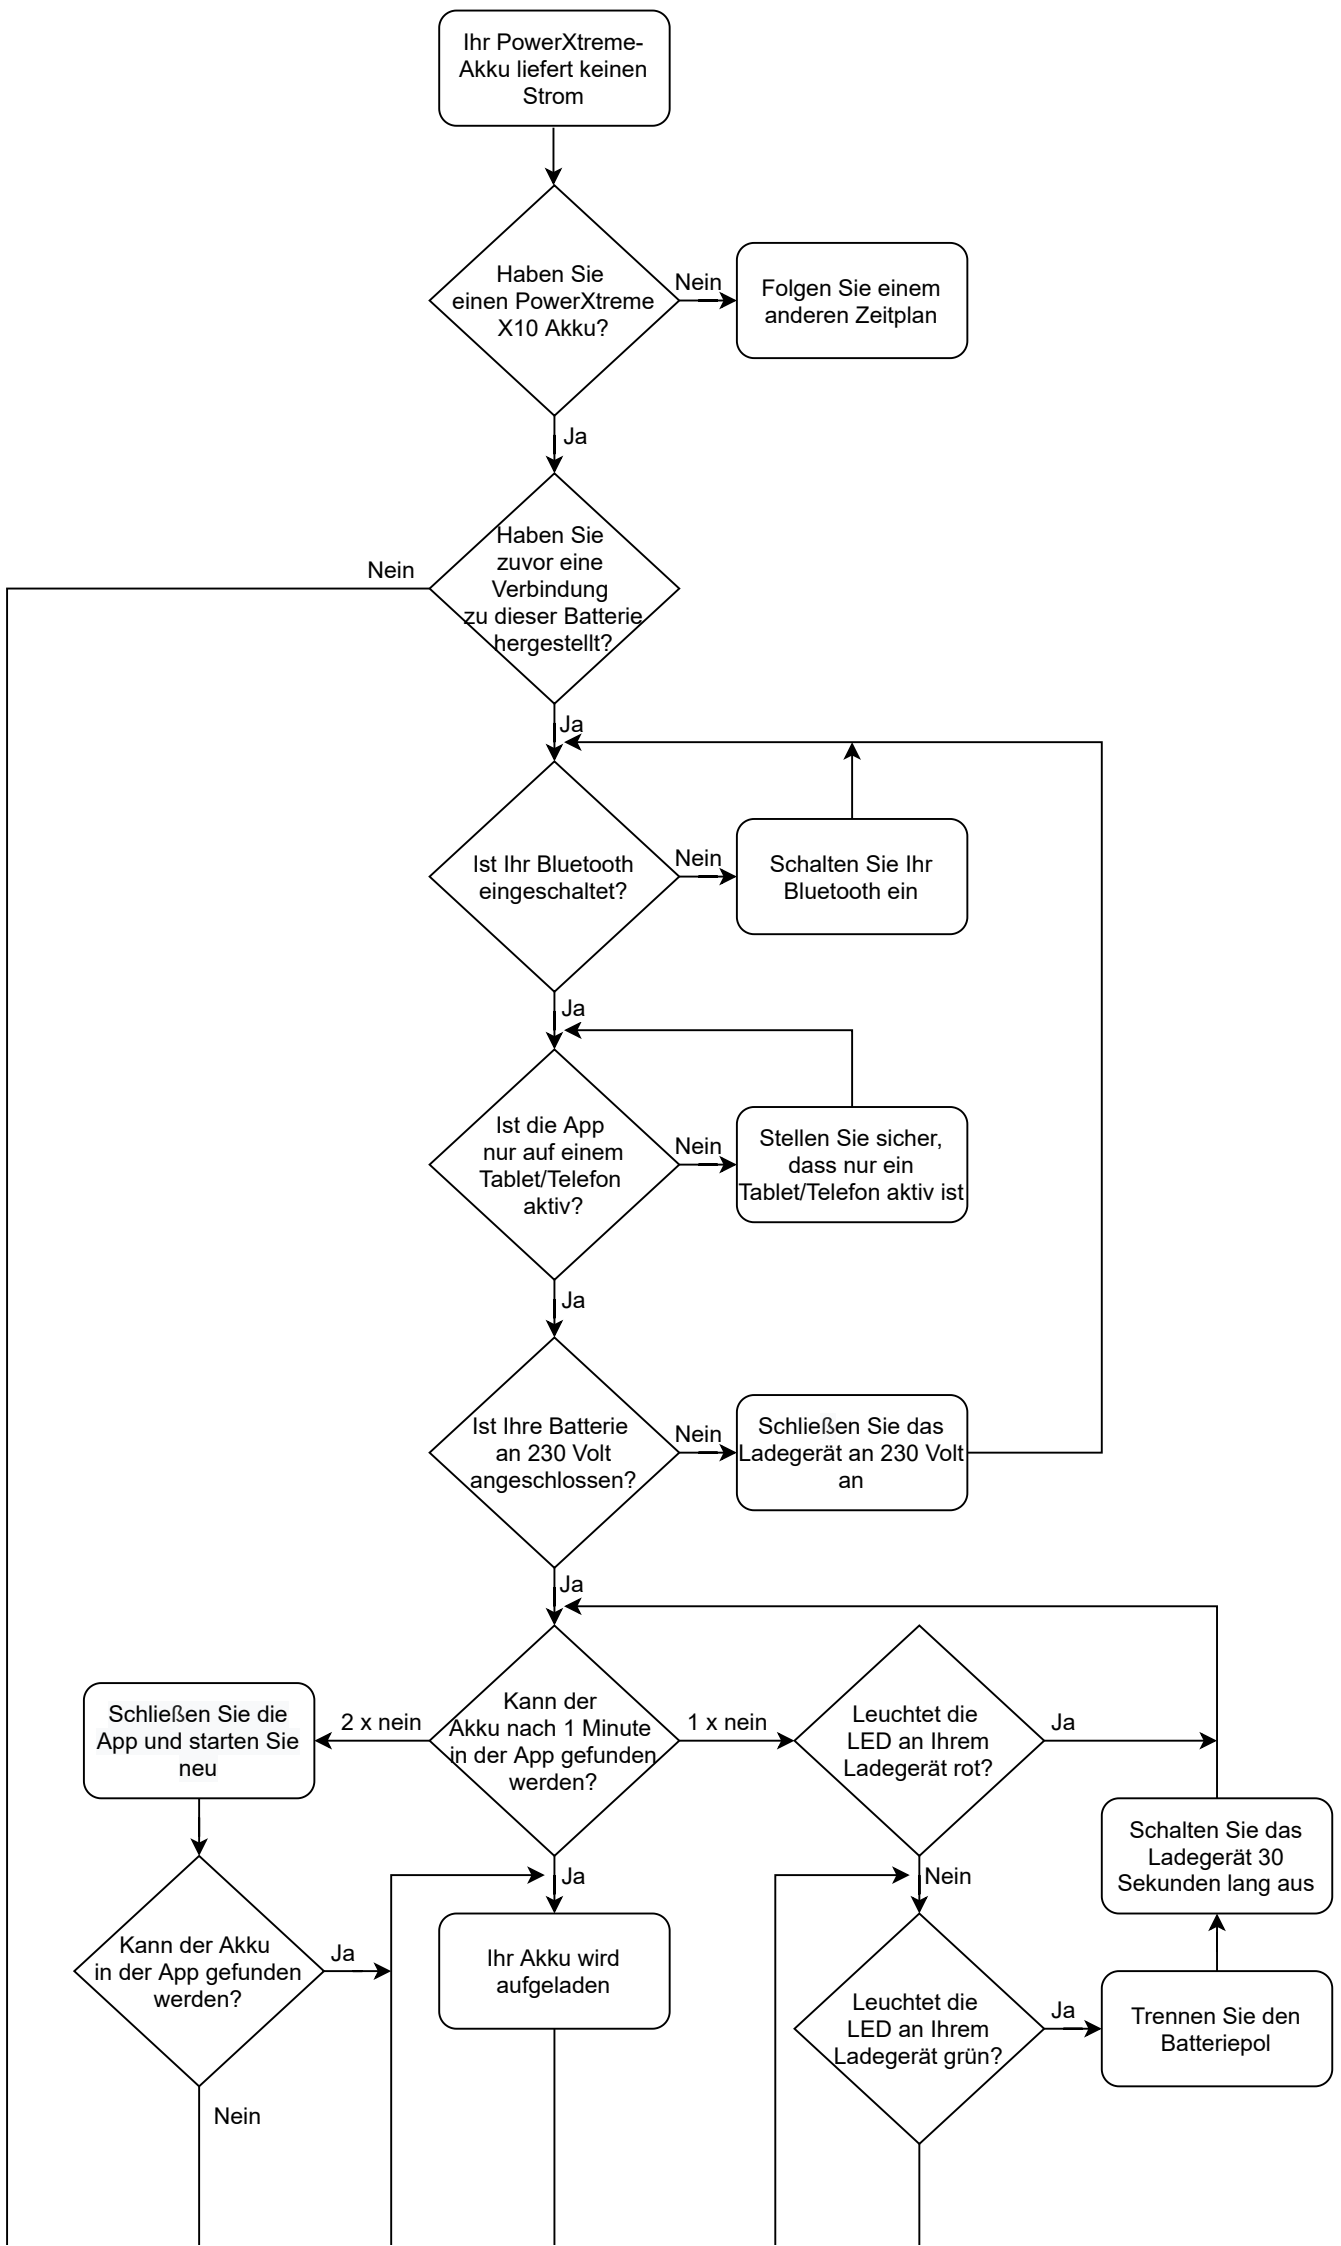 Ihr PowerXtreme-
Akku liefert keinen
Strom
Haben Sie
einen PowerXtreme
X10 Akku?
Nein
Folgen Sie einem
anderen Zeitplan
Ja
Haben Sie
zuvor eine
Verbindung
zu dieser Batterie
hergestellt?
Nein
Ja
Ist Ihr Bluetooth
eingeschaltet?
Nein
Schalten Sie Ihr
Bluetooth ein
Ja
Ist die App
nur auf einem
Tablet/Telefon
aktiv?
Nein
Stellen Sie sicher,
dass nur ein
Tablet/Telefon aktiv ist
Ja
Ist Ihre Batterie
an 230 Volt
angeschlossen?
Nein
Schließen Sie das
Ladegerät an 230 Volt
an
Ja
Schließen Sie die
App und starten Sie
neu
2 x nein
Kann der
Akku nach 1 Minute
in der App gefunden
werden?
1 x nein
Leuchtet die
LED an Ihrem
Ladegerät rot?
Ja
Schalten Sie das
Ladegerät 30
Sekunden lang aus
Ja
Nein
Kann der Akku
in der App gefunden
werden?
Ja
Ihr Akku wird
aufgeladen
Leuchtet die
LED an Ihrem
Ladegerät grün?
Ja
Trennen Sie den
Batteriepol
Nein